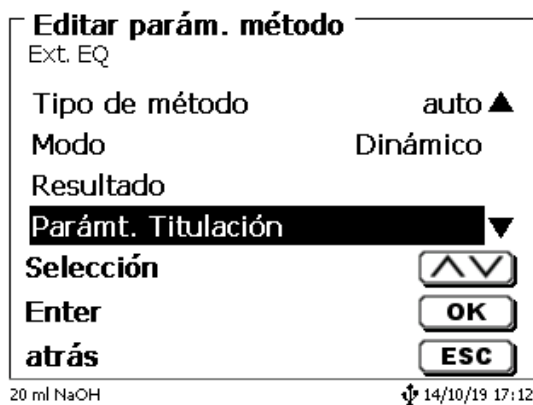 Editar parám. método
Ext. EQ
Tipo de método auto
Modo Dinámico
Resultado
Parámt. Titulación
Selección
Enter OK
atrás ESC
20 ml NaOH 14/10/19 17:12